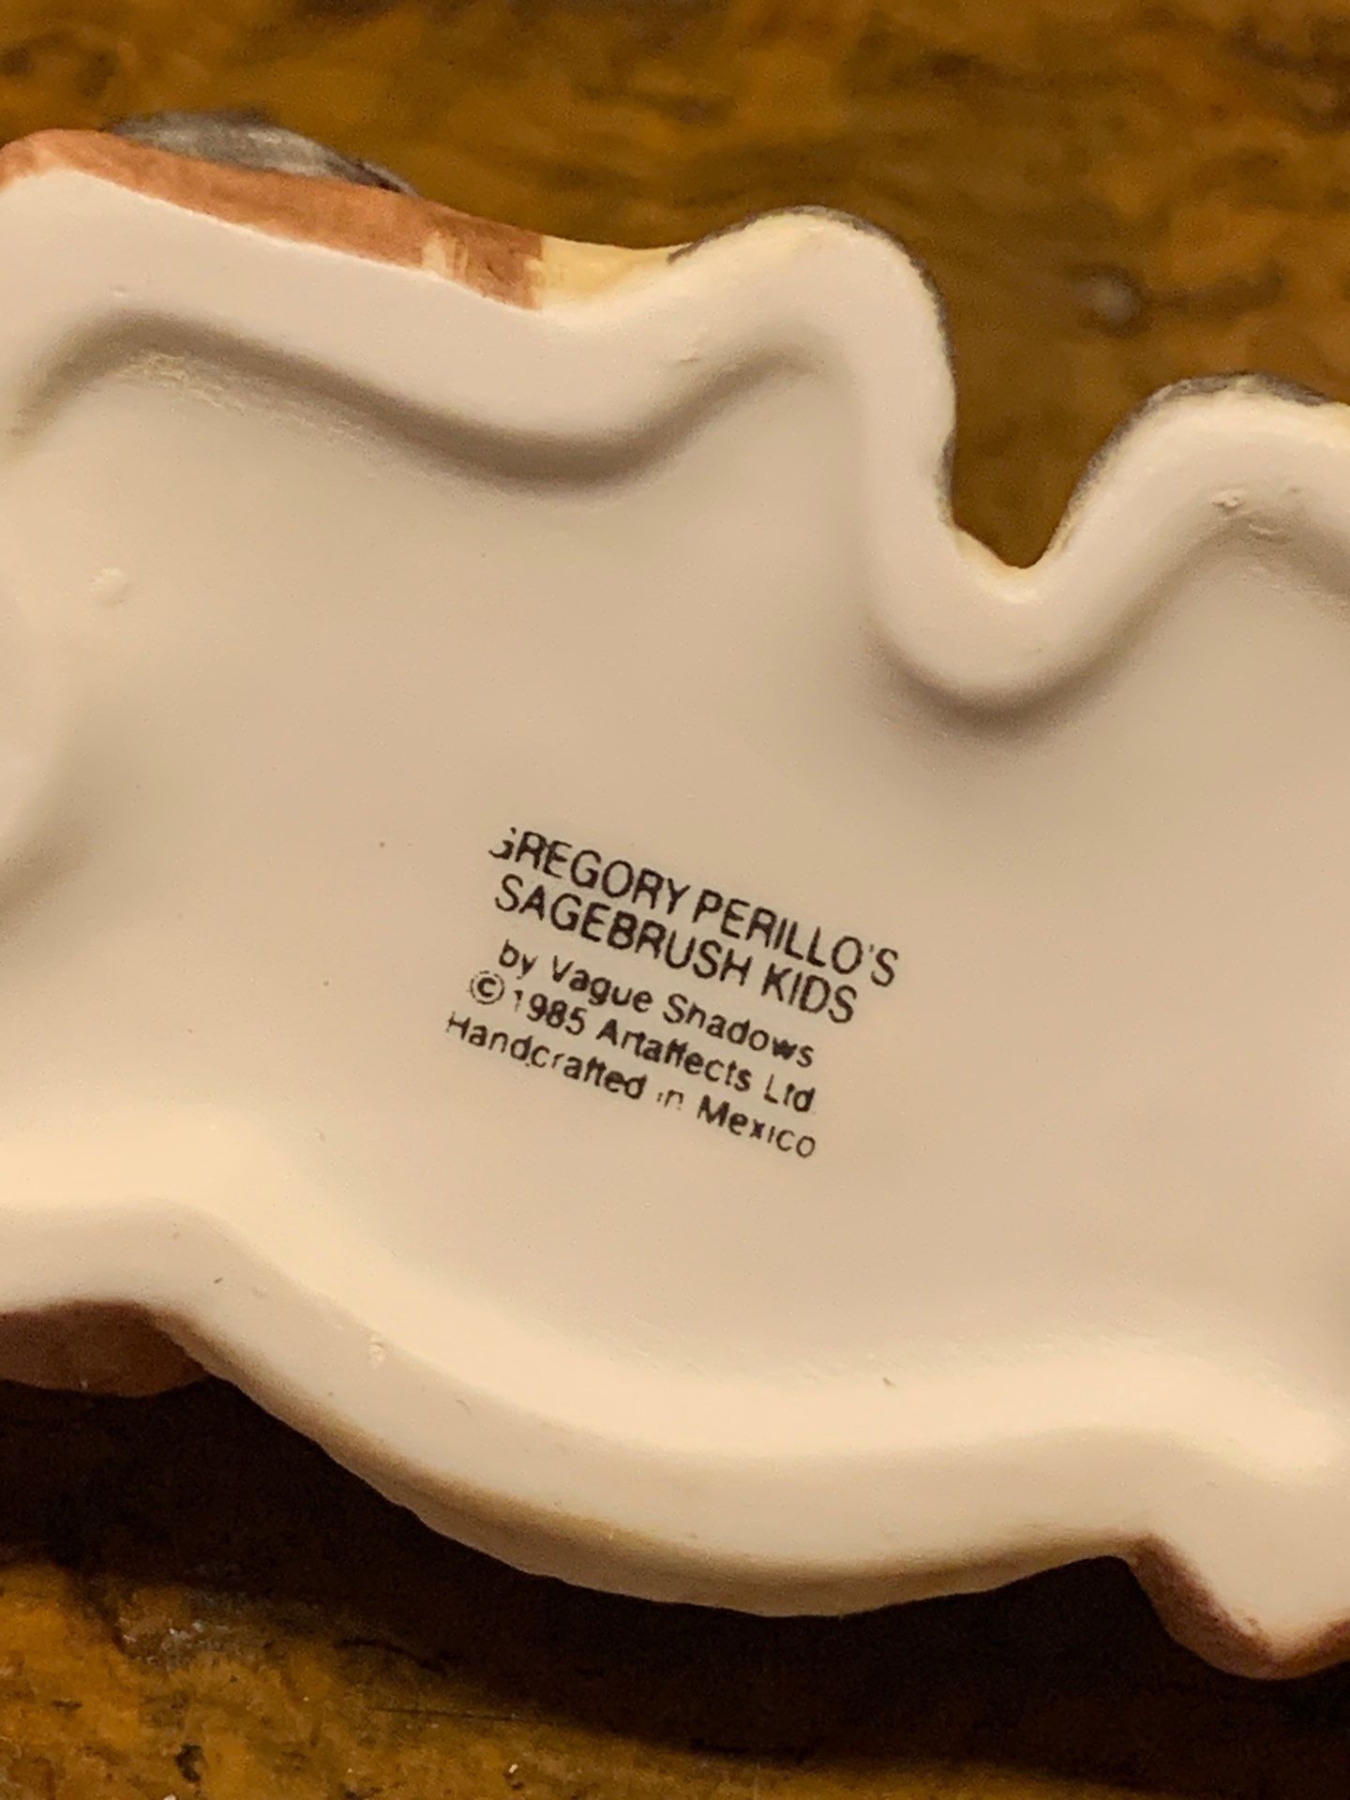 GREGORY PERILLO'S
SAGEBRUSH KIDS
by Vague Shadows
© 1985 Artaffects Ltd.
Handcrafted in Mexico